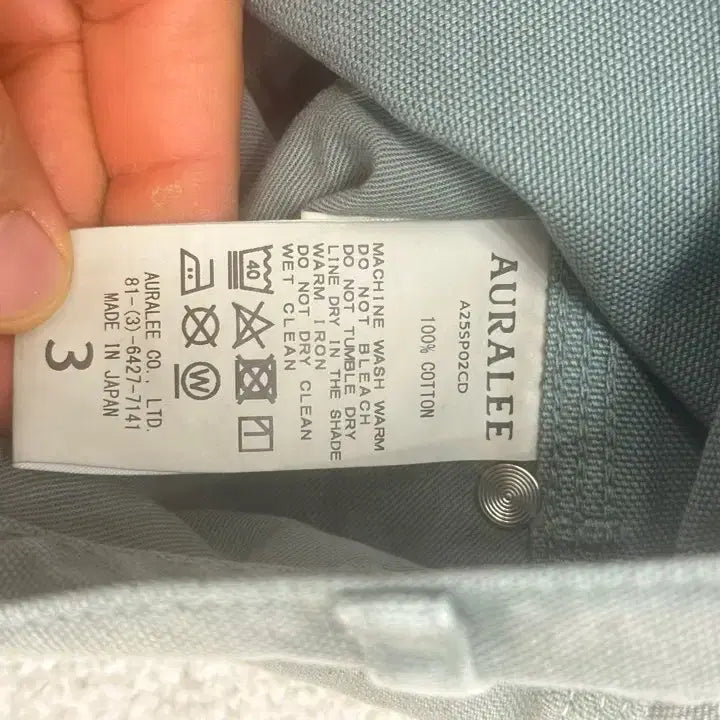 AURALEE
A25SP02CD
100% COTTON
MACHINE WASH WARM
DO NOT BLEACH
DO NOT TUMBLE DRY
LINE DRY IN THE SHADE
WARM IRON
DO NOT DRY CLEAN
WET CLEAN
40
W
AURALEE CO., LTD.
81-(3)-6427-7141
MADE IN JAPAN
3